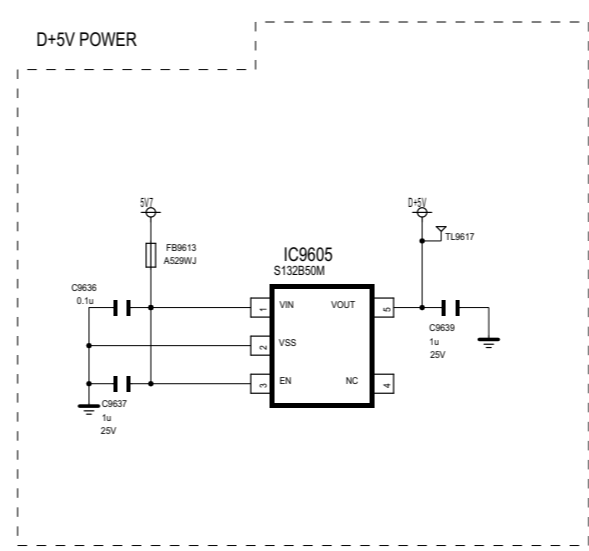 D+5V POWER
5V7
D+5V
TL9617
FB9613
A529WJ
IC9605
S132B50M
C9636
0.1u
1
VIN
VOUT
5
2
VSS
3
EN
NC
4
C9639
1u
25V
C9637
1u
25V